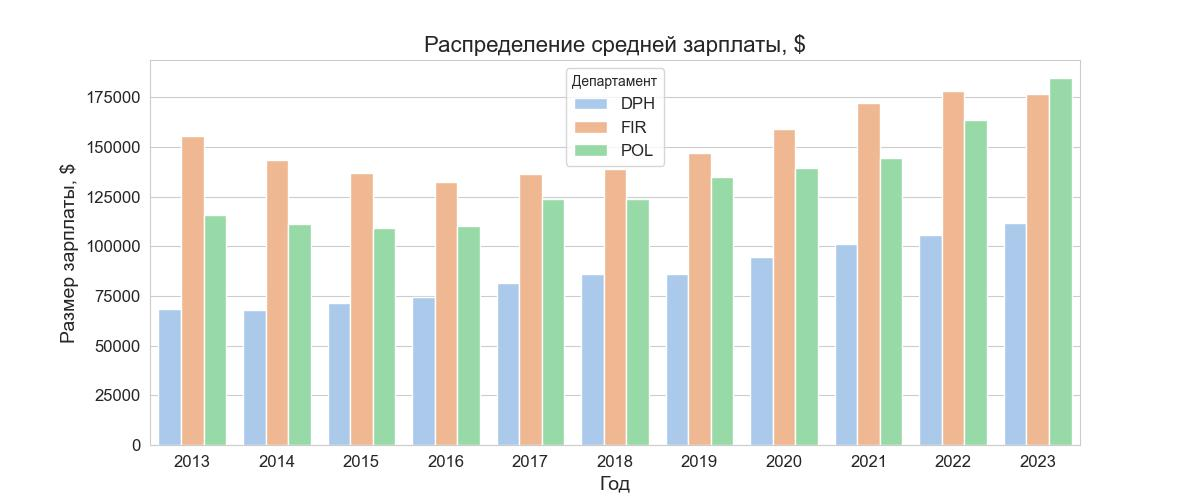 Распределение средней зарплаты, $
Размер зарплаты, $
175000
150000
125000
100000
75000
50000
25000
0
Департамент
DPH
FIR
POL
2013 2014 2015 2016 2017 2018 2019 2020 2021 2022 2023
Год